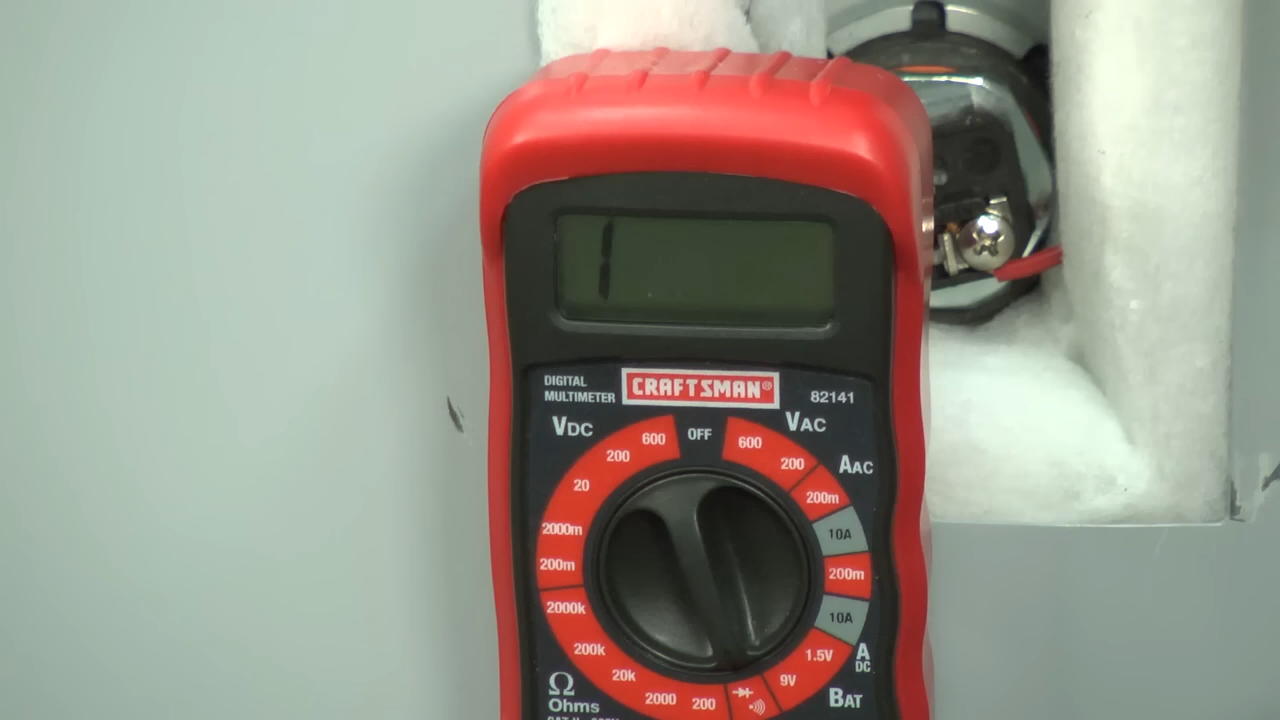 1
DIGITAL
MULTIMETER
CRAFTSMAN®
82141
VDC
600
OFF
600
VAC
200
200
AAC
20
200m
2000m
10A
200m
200m
2000k
10A
200k
1.5V
A
DC
20k
9V
2000
200
BAT
Ω
Ohms